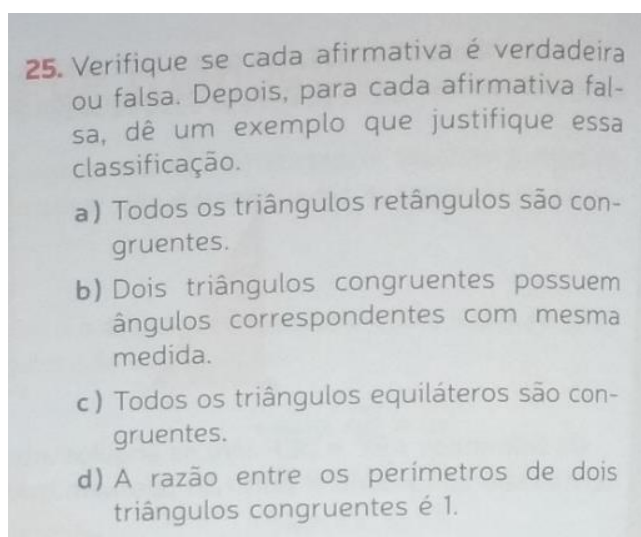 25. Verifique se cada afirmativa é verdadeira
ou falsa. Depois, para cada afirmativa fal-
sa, dê um exemplo que justifique essa
classificação.
a) Todos os triângulos retângulos são con-
gruentes.
b) Dois triângulos congruentes possuem
ângulos correspondentes com mesma
medida.
c) Todos os triângulos equiláteros são con-
gruentes.
d) A razão entre os perímetros de dois
triângulos congruentes é 1.